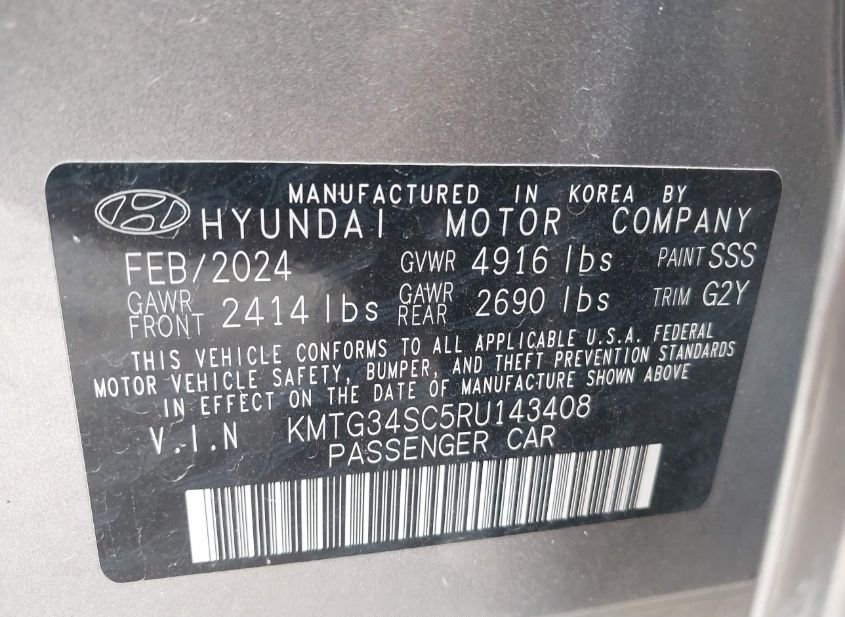 MANUFACTURED IN KOREA BY
HYUNDAI MOTOR COMPANY
FEB/2024 GVWR 4916 lbs PAINT SSS
GAWR FRONT 2414 lbs GAWR REAR 2690 lbs TRIM G2Y
THIS VEHICLE CONFORMS TO ALL APPLICABLE U.S.A. FEDERAL
MOTOR VEHICLE SAFETY, BUMPER, AND THEFT PREVENTION STANDARDS
IN EFFECT ON THE DATE OF MANUFACTURE SHOWN ABOVE
V.I.N KMTG34SC5RU143408
PASSENGER CAR